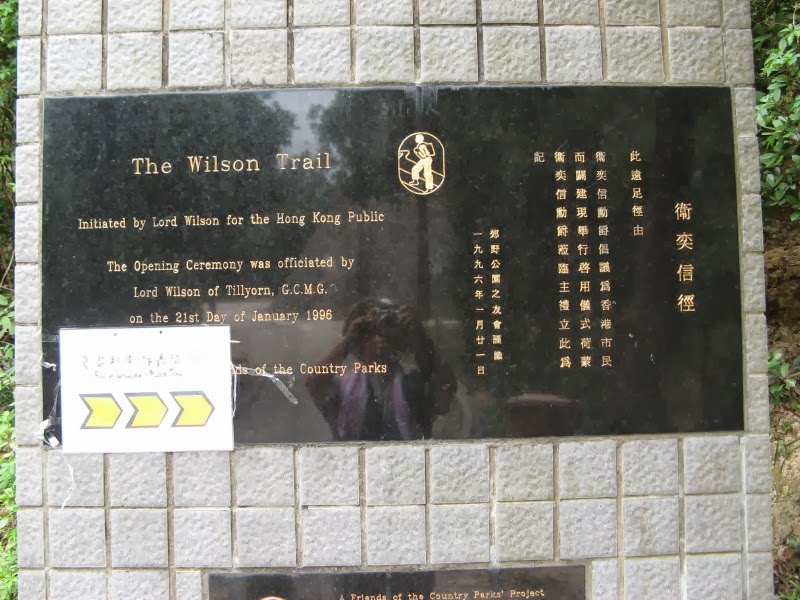 The Wilson Trail
Initiated by Lord Wilson for the Hong Kong Public
The Opening Ceremony was officiated by
Lord Wilson of Tillyorn, G.C.M.G.
on the 21st Day of January 1996
of the Country Parks
衞奕信徑
此遠足徑由
衞奕信勳爵倡議為香港市民
而闢建現舉行啓用儀式荷蒙
衞奕信勳爵蒞臨主禮立此為
記
郊野公園之友會謹識
一九九六年一月廿一日
A Friends of the Country Parks' Project